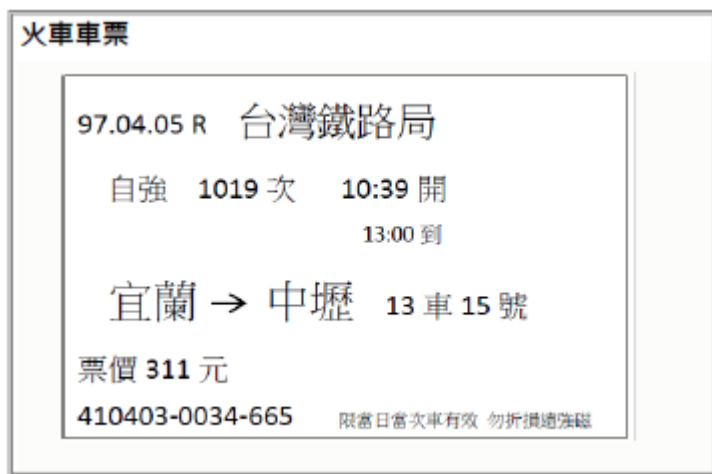 火車車票
97.04.05 R 台灣鐵路局
自強 1019 次 10:39 開
13:00 到
宜蘭 → 中壢 13 車 15 號
票價 311 元
410403-0034-665 限當日當次車有效 勿折損遠強磁